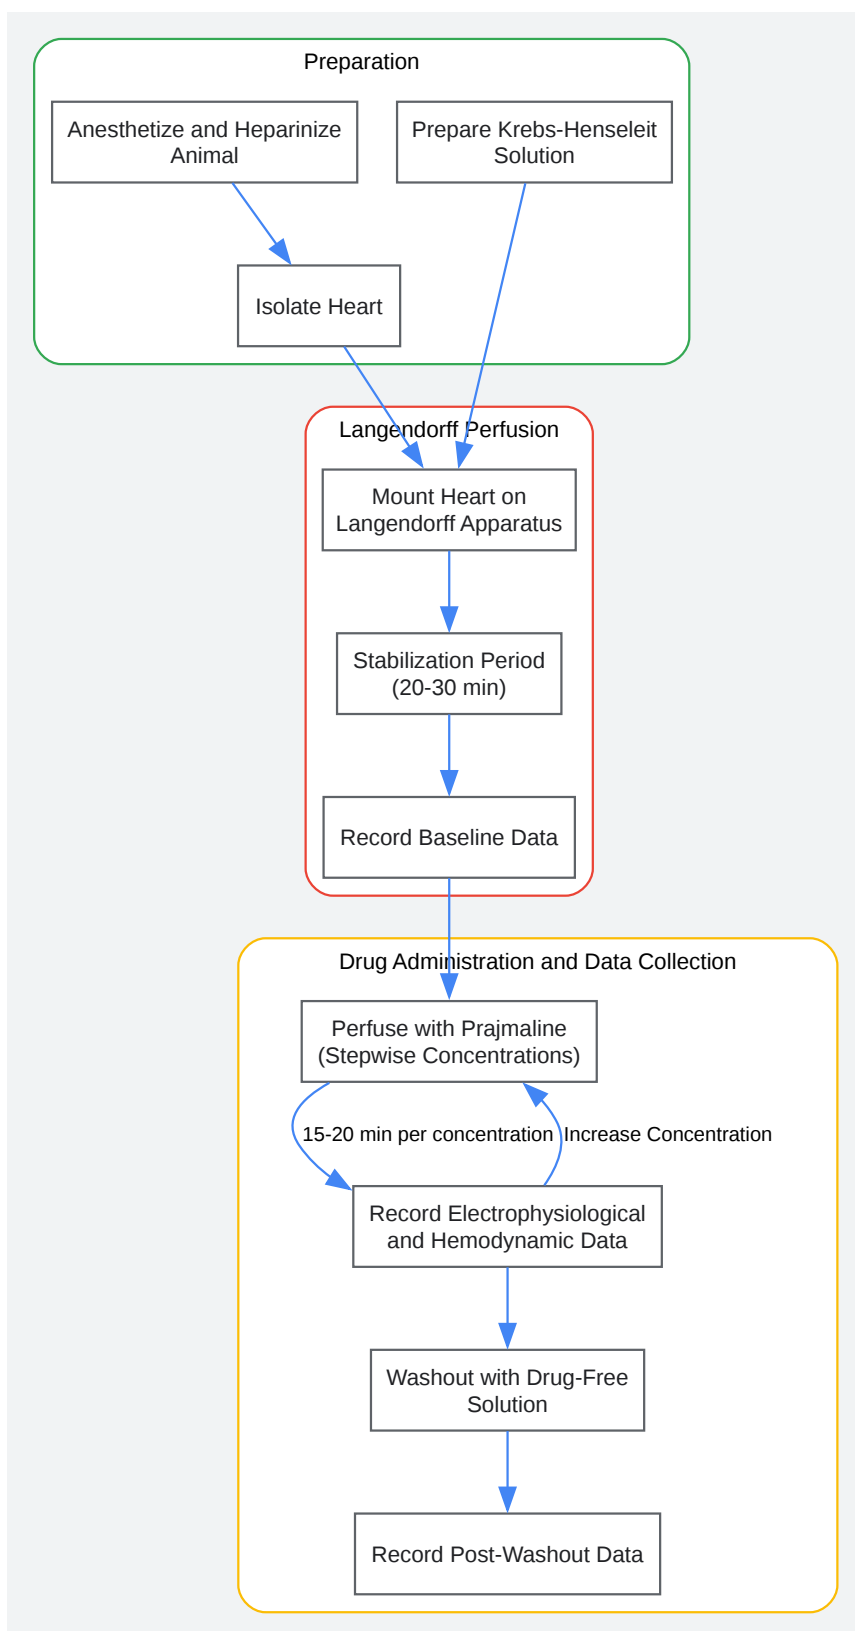 Preparation
Anesthetize and Heparinize
Animal
Prepare Krebs-Henseleit
Solution
Isolate Heart
Langendorff Perfusion
Mount Heart on
Langendorff Apparatus
Stabilization Period
(20-30 min)
Record Baseline Data
Drug Administration and Data Collection
Perfuse with Prajmaline
(Stepwise Concentrations)
15-20 min per concentration
Increase Concentration
Record Electrophysiological
and Hemodynamic Data
Washout with Drug-Free
Solution
Record Post-Washout Data